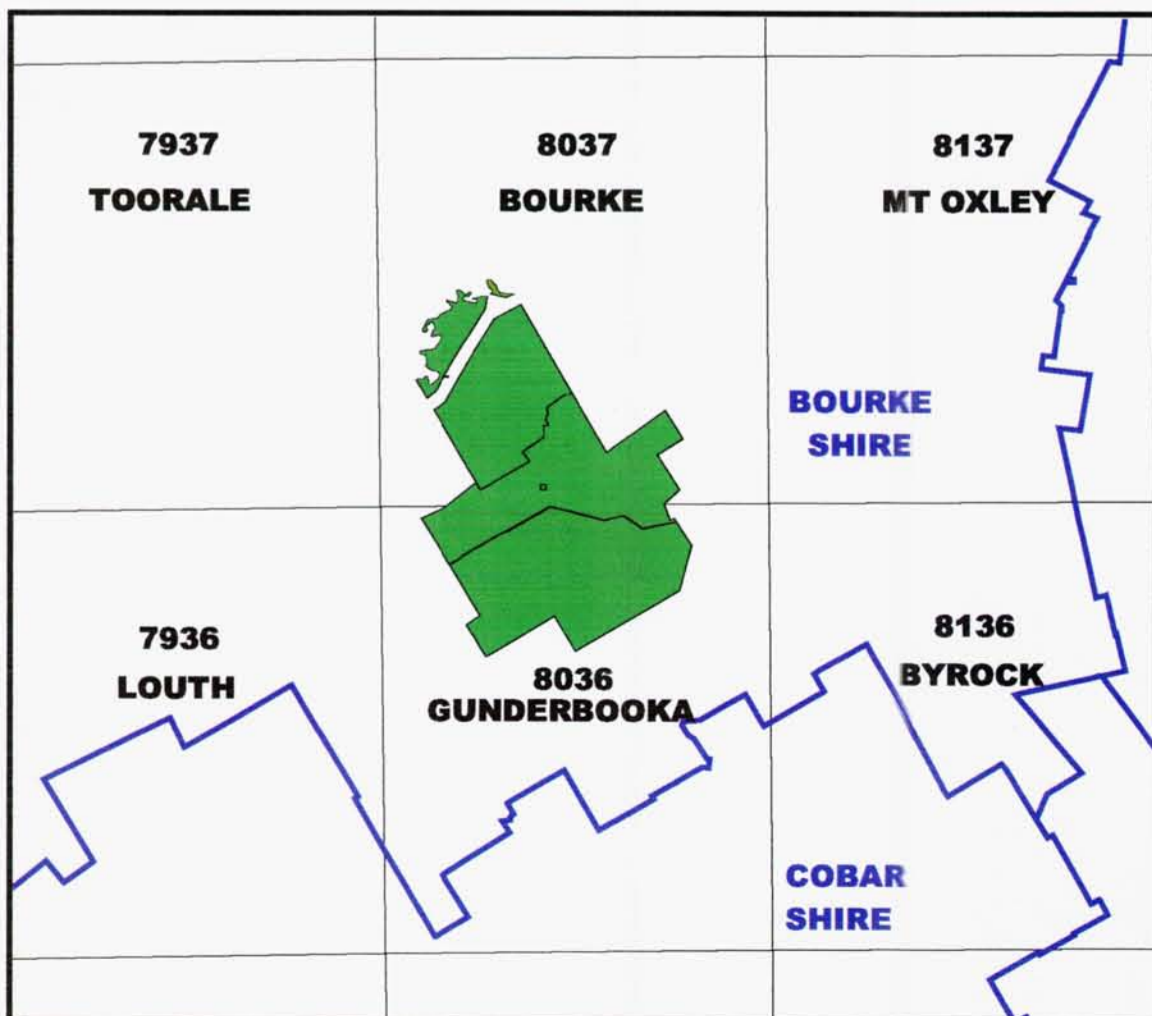 7937
TOORALE
8037
BOURKE
8137
MT OXLEY
BOURKE
SHIRE
7936
LOUTH
8036
GUNDERBOOKA
8136
BYROCK
COBAR
SHIRE